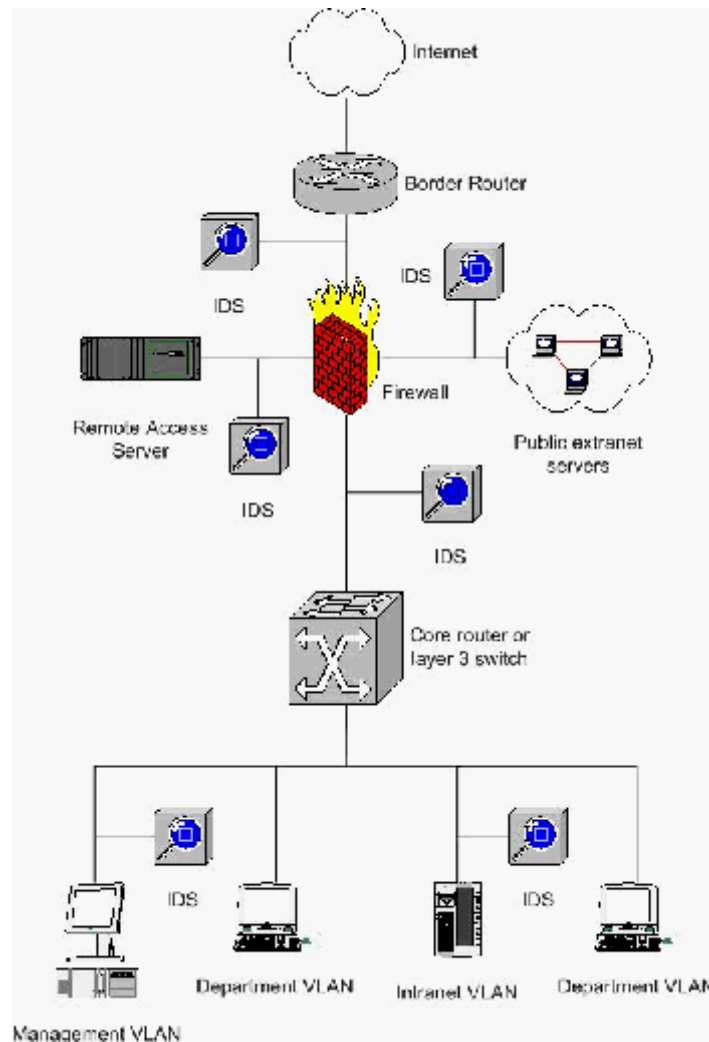 Internet
Border Router
IDS
IDS
Firewall
Remote Access
Server
Public extranet
servers
IDS
IDS
Core router or
layer 3 switch
IDS
IDS
Department VLAN
Intranet VLAN
Department VLAN
Management VLAN